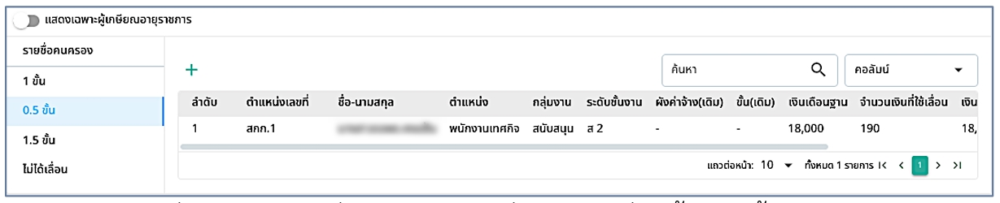 แสดงเฉพาะผู้เกษียณอายุราชการ
รายชื่อคนครอง
1 ขั้น
0.5 ขั้น
1.5 ขั้น
ไม่ได้เลื่อน
+
ค้นหา
คอลัมน์
ลำดับ ตำแหน่งเลขที่ ชื่อ-นามสกุล ตำแหน่ง กลุ่มงาน ระดับชั้นงาน ผังค่าจ้าง(เดิม) ขั้น(เดิม) เงินเดือนฐาน จำนวนเงินที่ใช้เลื่อน เงิน
1 สกก.1 พนักงานเทศกิจ สนับสนุน ส 2 - - 18,000 190 18,
แถวต่อหน้า: 10 ทั้งหมด 1 รายการ 1